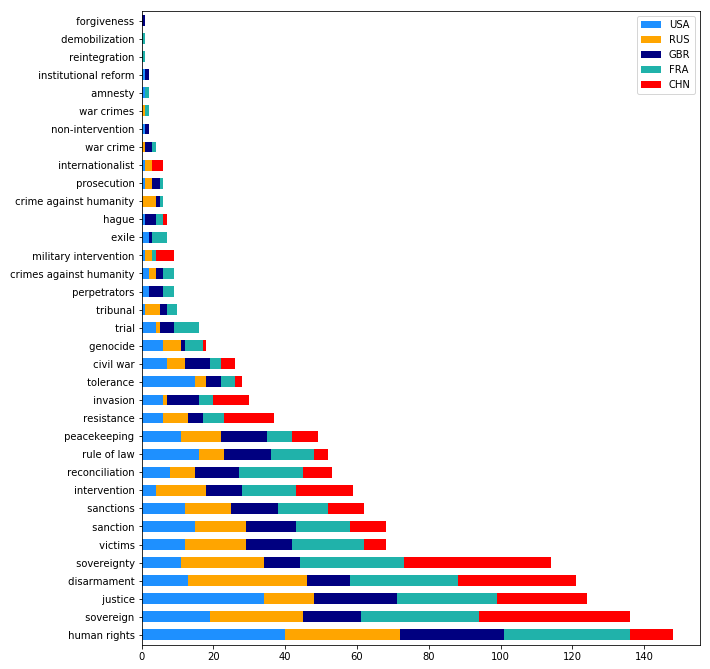 forgiveness
demobilization
reintegration
institutional reform
amnesty
war crimes
non-intervention
war crime
internationalist
prosecution
crime against humanity
hague
exile
military intervention
crimes against humanity
perpetrators
tribunal
trial
genocide
civil war
tolerance
invasion
resistance
peacekeeping
rule of law
reconciliation
intervention
sanctions
sanction
victims
sovereignty
disarmament
justice
sovereign
human rights
0 20 40 60 80 100 120 140
USA
RUS
GBR
FRA
CHN